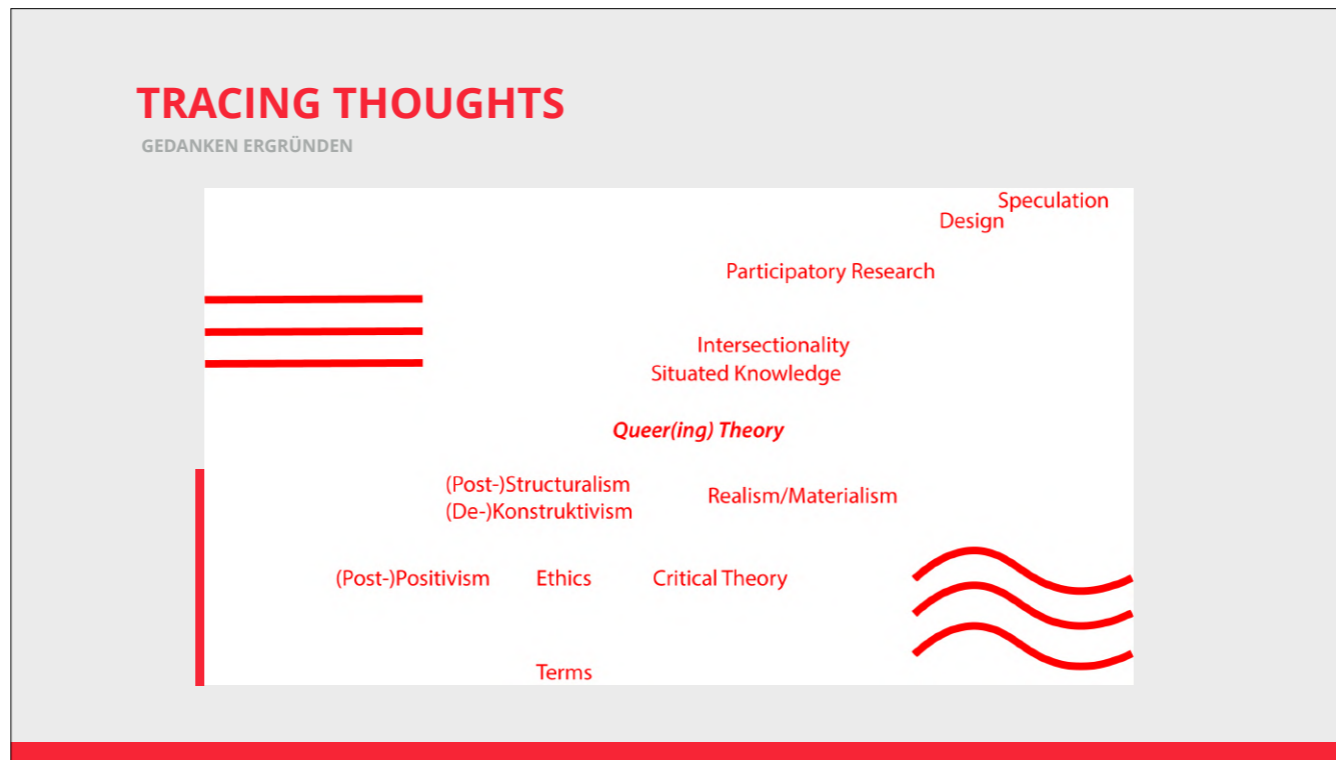 TRACING THOUGHTS
GEDANKEN ERGRÜNDEN
Speculation
Design
Participatory Research
Intersectionality
Situated Knowledge
Queer(ing) Theory
(Post-)Structuralism
(De-)Konstruktivism
Realism/Materialism
(Post-)Positivism
Ethics
Critical Theory
Terms